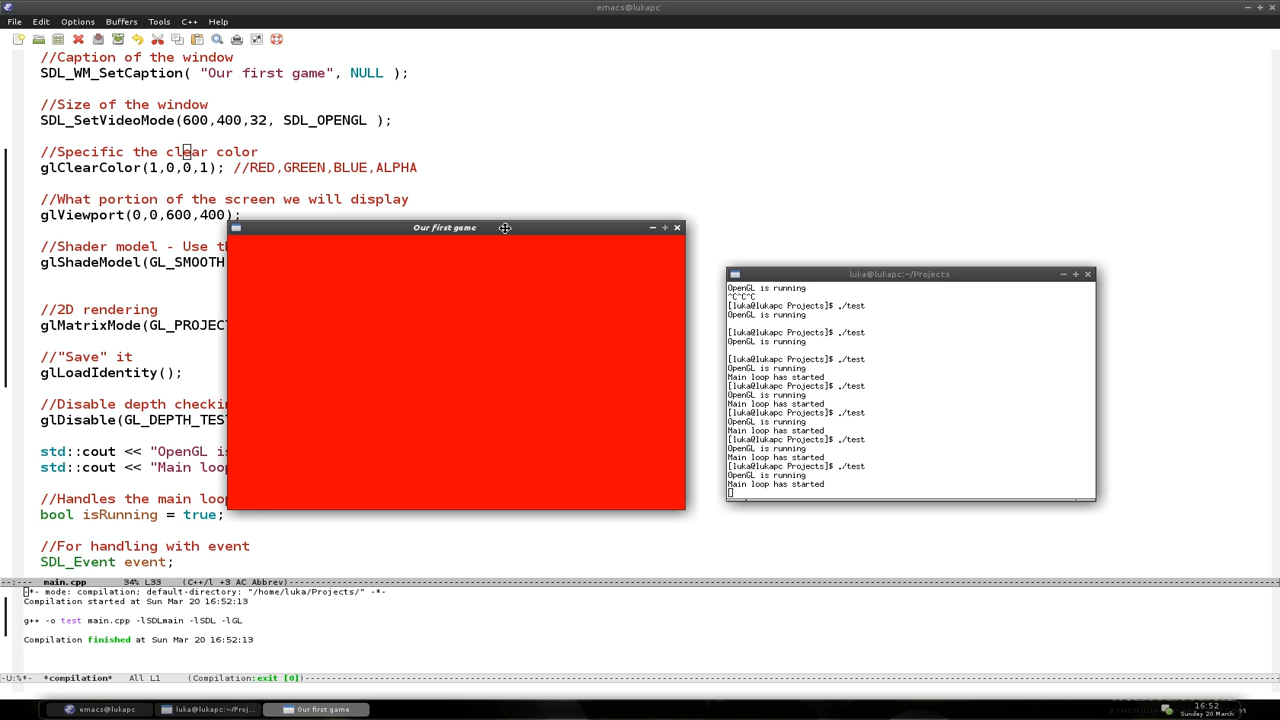 emacs@lukapc
File Edit Options Buffers Tools C++ Help
//Caption of the window
SDL_WM_SetCaption( "Our first game", NULL );
//Size of the window
SDL_SetVideoMode(600,400,32, SDL_OPENGL );
//Specific the clear color
glClearColor(1,0,0,1); //RED,GREEN,BLUE,ALPHA
//What portion of the screen we will display
glViewport(0,0,600,400);
//Shader model - Use th
glShadeModel(GL_SMOOTH
//2D rendering
glMatrixMode(GL_PROJEC
//"Save" it
glLoadIdentity();
//Disable depth checkin
glDisable(GL_DEPTH_TES
std::cout << "OpenGL is
std::cout << "Main loop
//Handles the main loop
bool isRunning = true;
//For handling with event
SDL_Event event;
Our first game
luka@lukapc:~/Projects
OpenGL is running
^C^C^C
[luka@lukapc Projects]$ ./test
OpenGL is running
[luka@lukapc Projects]$ ./test
OpenGL is running
[luka@lukapc Projects]$ ./test
OpenGL is running
Main loop has started
[luka@lukapc Projects]$ ./test
OpenGL is running
Main loop has started
[luka@lukapc Projects]$ ./test
OpenGL is running
Main loop has started
[luka@lukapc Projects]$ ./test
OpenGL is running
Main loop has started
[luka@lukapc Projects]$ ./test
OpenGL is running
Main loop has started
--:--- main.cpp 34% L33 (C++/l +3 AC Abbrev)
-*- mode: compilation; default-directory: "/home/luka/Projects/" -*-
Compilation started at Sun Mar 20 16:52:13
g++ -o test main.cpp -lSDLmain -lSDL -lGL
Compilation finished at Sun Mar 20 16:52:13
-U:%*- *compilation* All L1 (Compilation:exit [0])
emacs@lukapc
luka@lukapc:~/Proj...
Our first game
16:52
Sunday 20 March